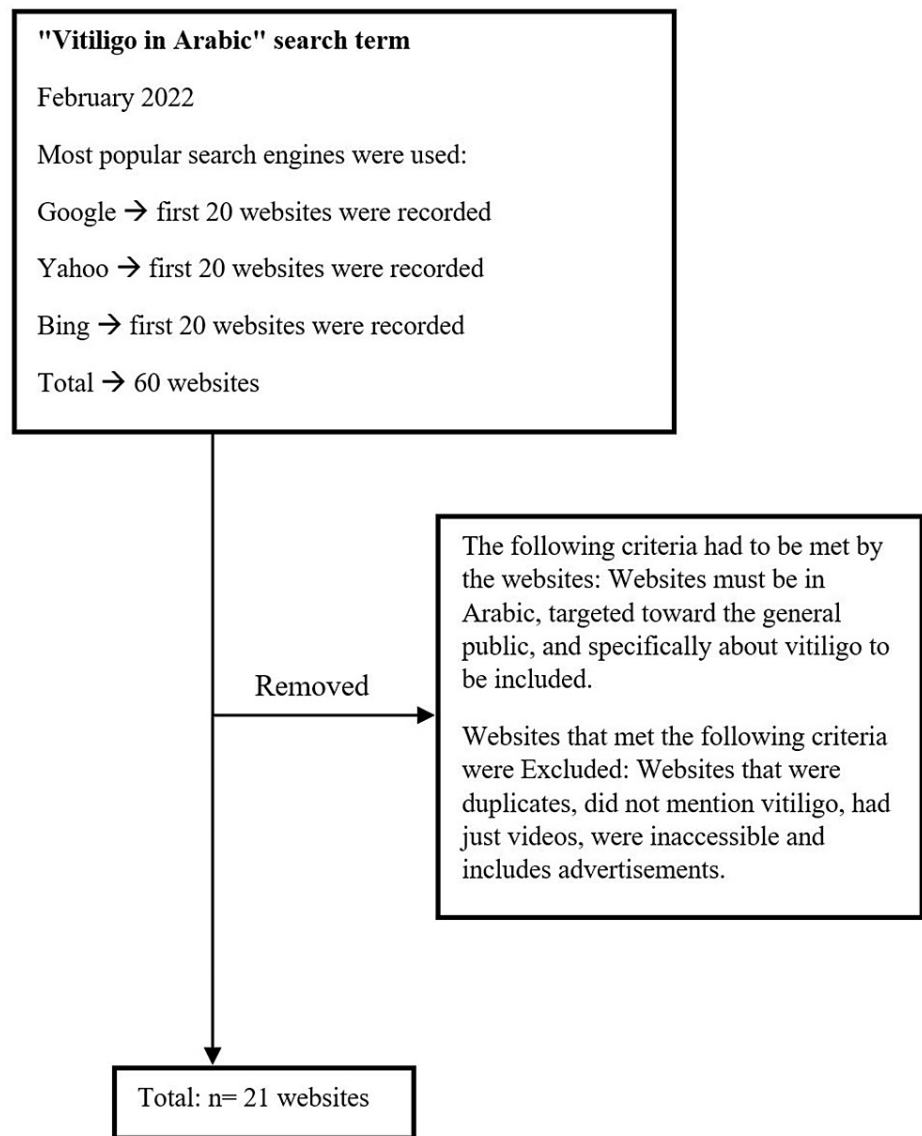 "Vitiligo in Arabic" search term
February 2022
Most popular search engines were used:
Google → first 20 websites were recorded
Yahoo → first 20 websites were recorded
Bing → first 20 websites were recorded
Total → 60 websites
Removed
The following criteria had to be met by
the websites: Websites must be in
Arabic, targeted toward the general
public, and specifically about vitiligo to
be included.
Websites that met the following criteria
were Excluded: Websites that were
duplicates, did not mention vitiligo, had
just videos, were inaccessible and
includes advertisements.
Total: n= 21 websites